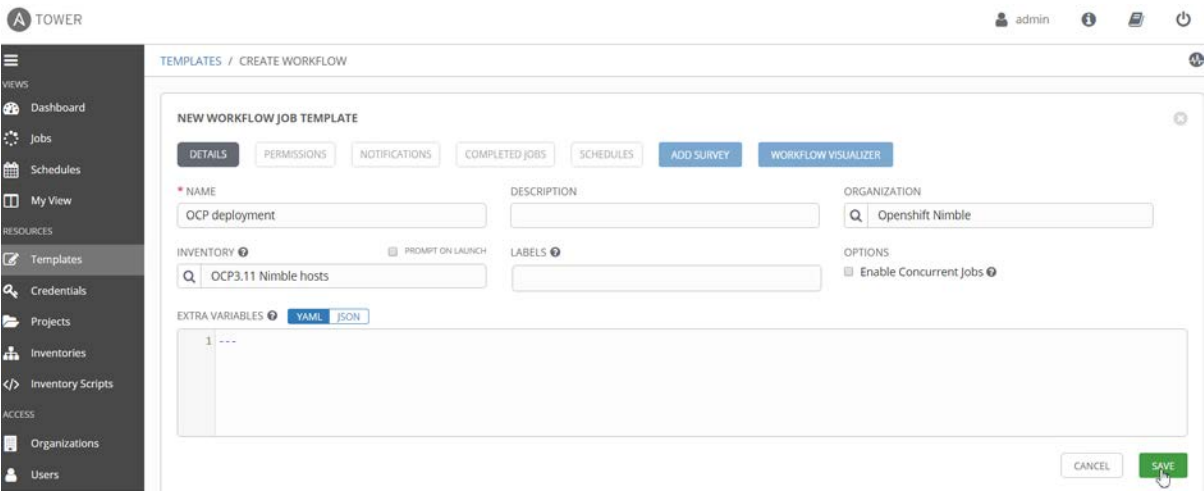 A TOWER
admin
TEMPLATES / CREATE WORKFLOW
VIEWS
Dashboard
Jobs
Schedules
My View
RESOURCES
Templates
Credentials
Projects
Inventories
Inventory Scripts
ACCESS
Organizations
Users
NEW WORKFLOW JOB TEMPLATE
DETAILS PERMISSIONS NOTIFICATIONS COMPLETED JOBS SCHEDULES ADD SURVEY WORKFLOW VISUALIZER
* NAME DESCRIPTION ORGANIZATION
OCP deployment Openshift Nimble
INVENTORY ? PROMPT ON LAUNCH LABELS ? OPTIONS
OCP3.11 Nimble hosts Enable Concurrent Jobs ?
EXTRA VARIABLES ? YAML JSON
1 ---
CANCEL SAVE